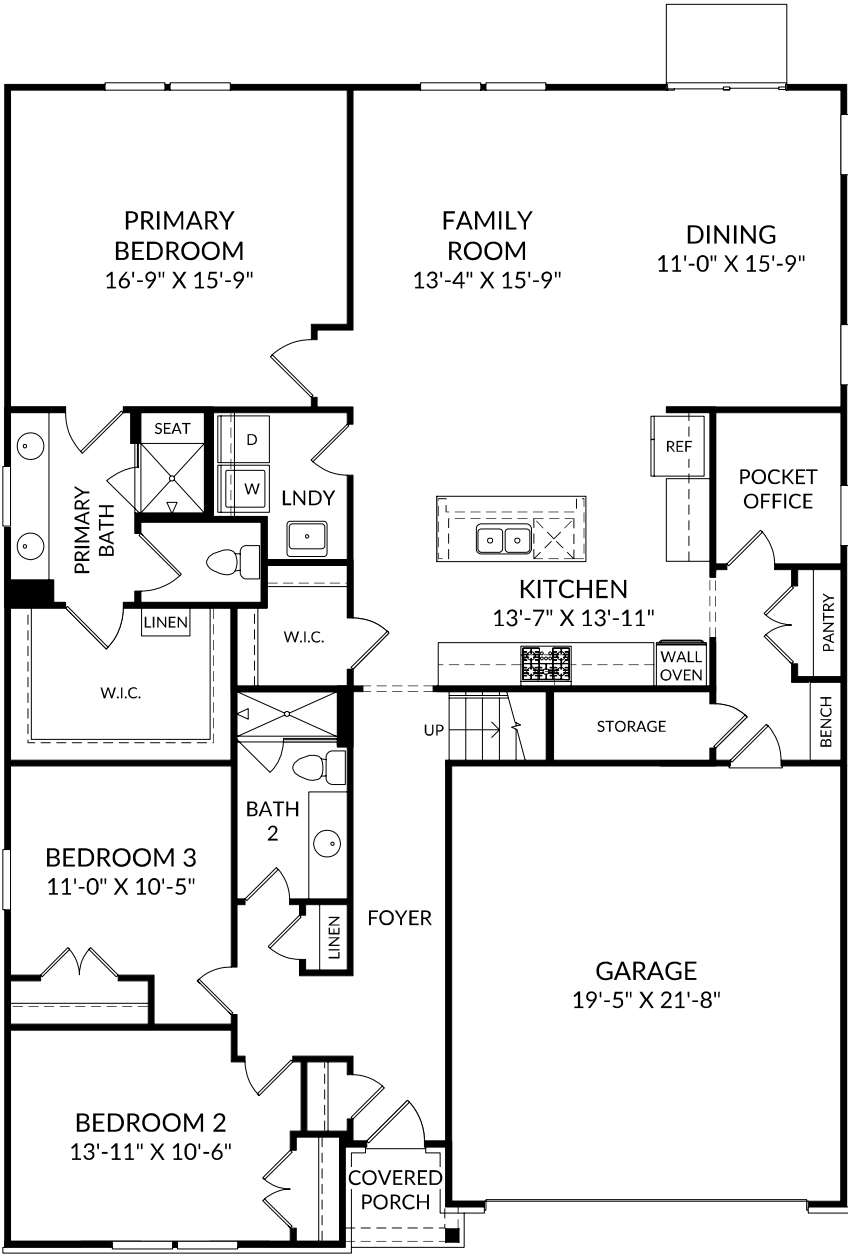 PRIMARY
BEDROOM
16'-9" X 15'-9"
FAMILY
ROOM
13'-4" X 15'-9"
DINING
11'-0" X 15'-9"
SEAT
D
W
LNDY
PRIMARY
BATH
REF
POCKET
OFFICE
KITCHEN
13'-7" X 13'-11"
LINEN
W.I.C.
W.I.C.
PANTRY
WALL
OVEN
UP
STORAGE
BENCH
BATH
2
BEDROOM 3
11'-0" X 10'-5"
LINEN
FOYER
GARAGE
19'-5" X 21'-8"
BEDROOM 2
13'-11" X 10'-6"
COVERED
PORCH